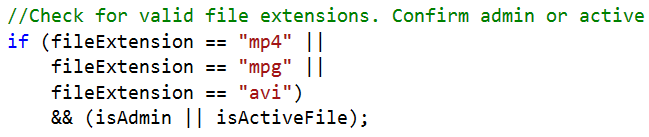 //Check for valid file extensions. Confirm admin or active
if (fileExtension == "mp4" ||
fileExtension == "mpg" ||
fileExtension == "avi")
&& (isAdmin || isActiveFile);